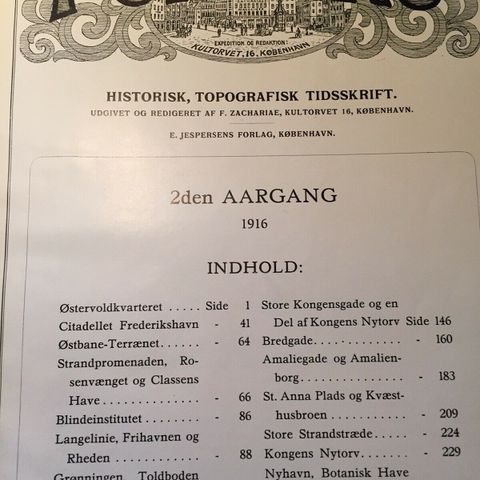 EXPEDITION OG REDAKTION:
KULTORVET, 16, KØBENHAVN
HISTORISK, TOPOGRAFISK TIDSSKRIFT.
UDGIVET OG REDIGERET AF F. ZACHARIAE, KULTORVET 16, KØBENHAVN.
E. JESPERSENS FORLAG, KØBENHAVN.
2den AARGANG
1916
INDHOLD:
Østervoldkvarteret ..... Side 1
Citadellet Frederikshavn - 41
Østbane-Terrænet ...... - 64
Strandpromenaden, Ro-
senvænget og Classens
Have ................ - 66
Blindeinstitutet ......... - 86
Langelinie, Frihavnen og
Rheden ............. - 88
Grønningen, Toldboden
Store Kongensgade og en
Del af Kongens Nytorv Side 146
Bredgade .............. - 160
Amaliegade og Amalien-
borg ................ - 183
St. Anna Plads og Kvæst-
husbroen ............ - 209
Store Strandstræde ..... - 224
Kongens Nytorv ........ - 229
Nyhavn, Botanisk Have